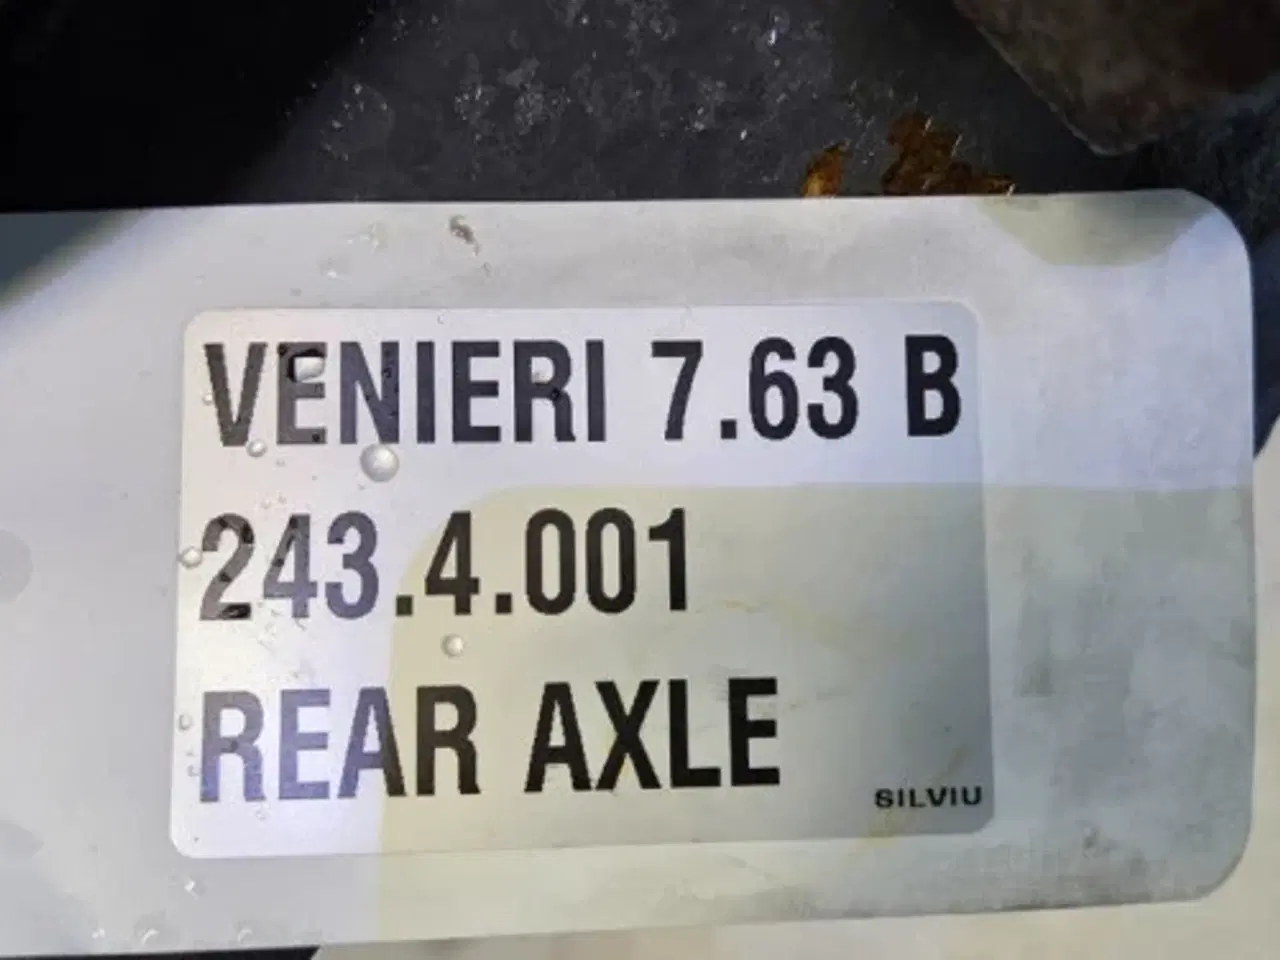 VENIERI 7.63 B
243.4.001
REAR AXLE
SILVIU